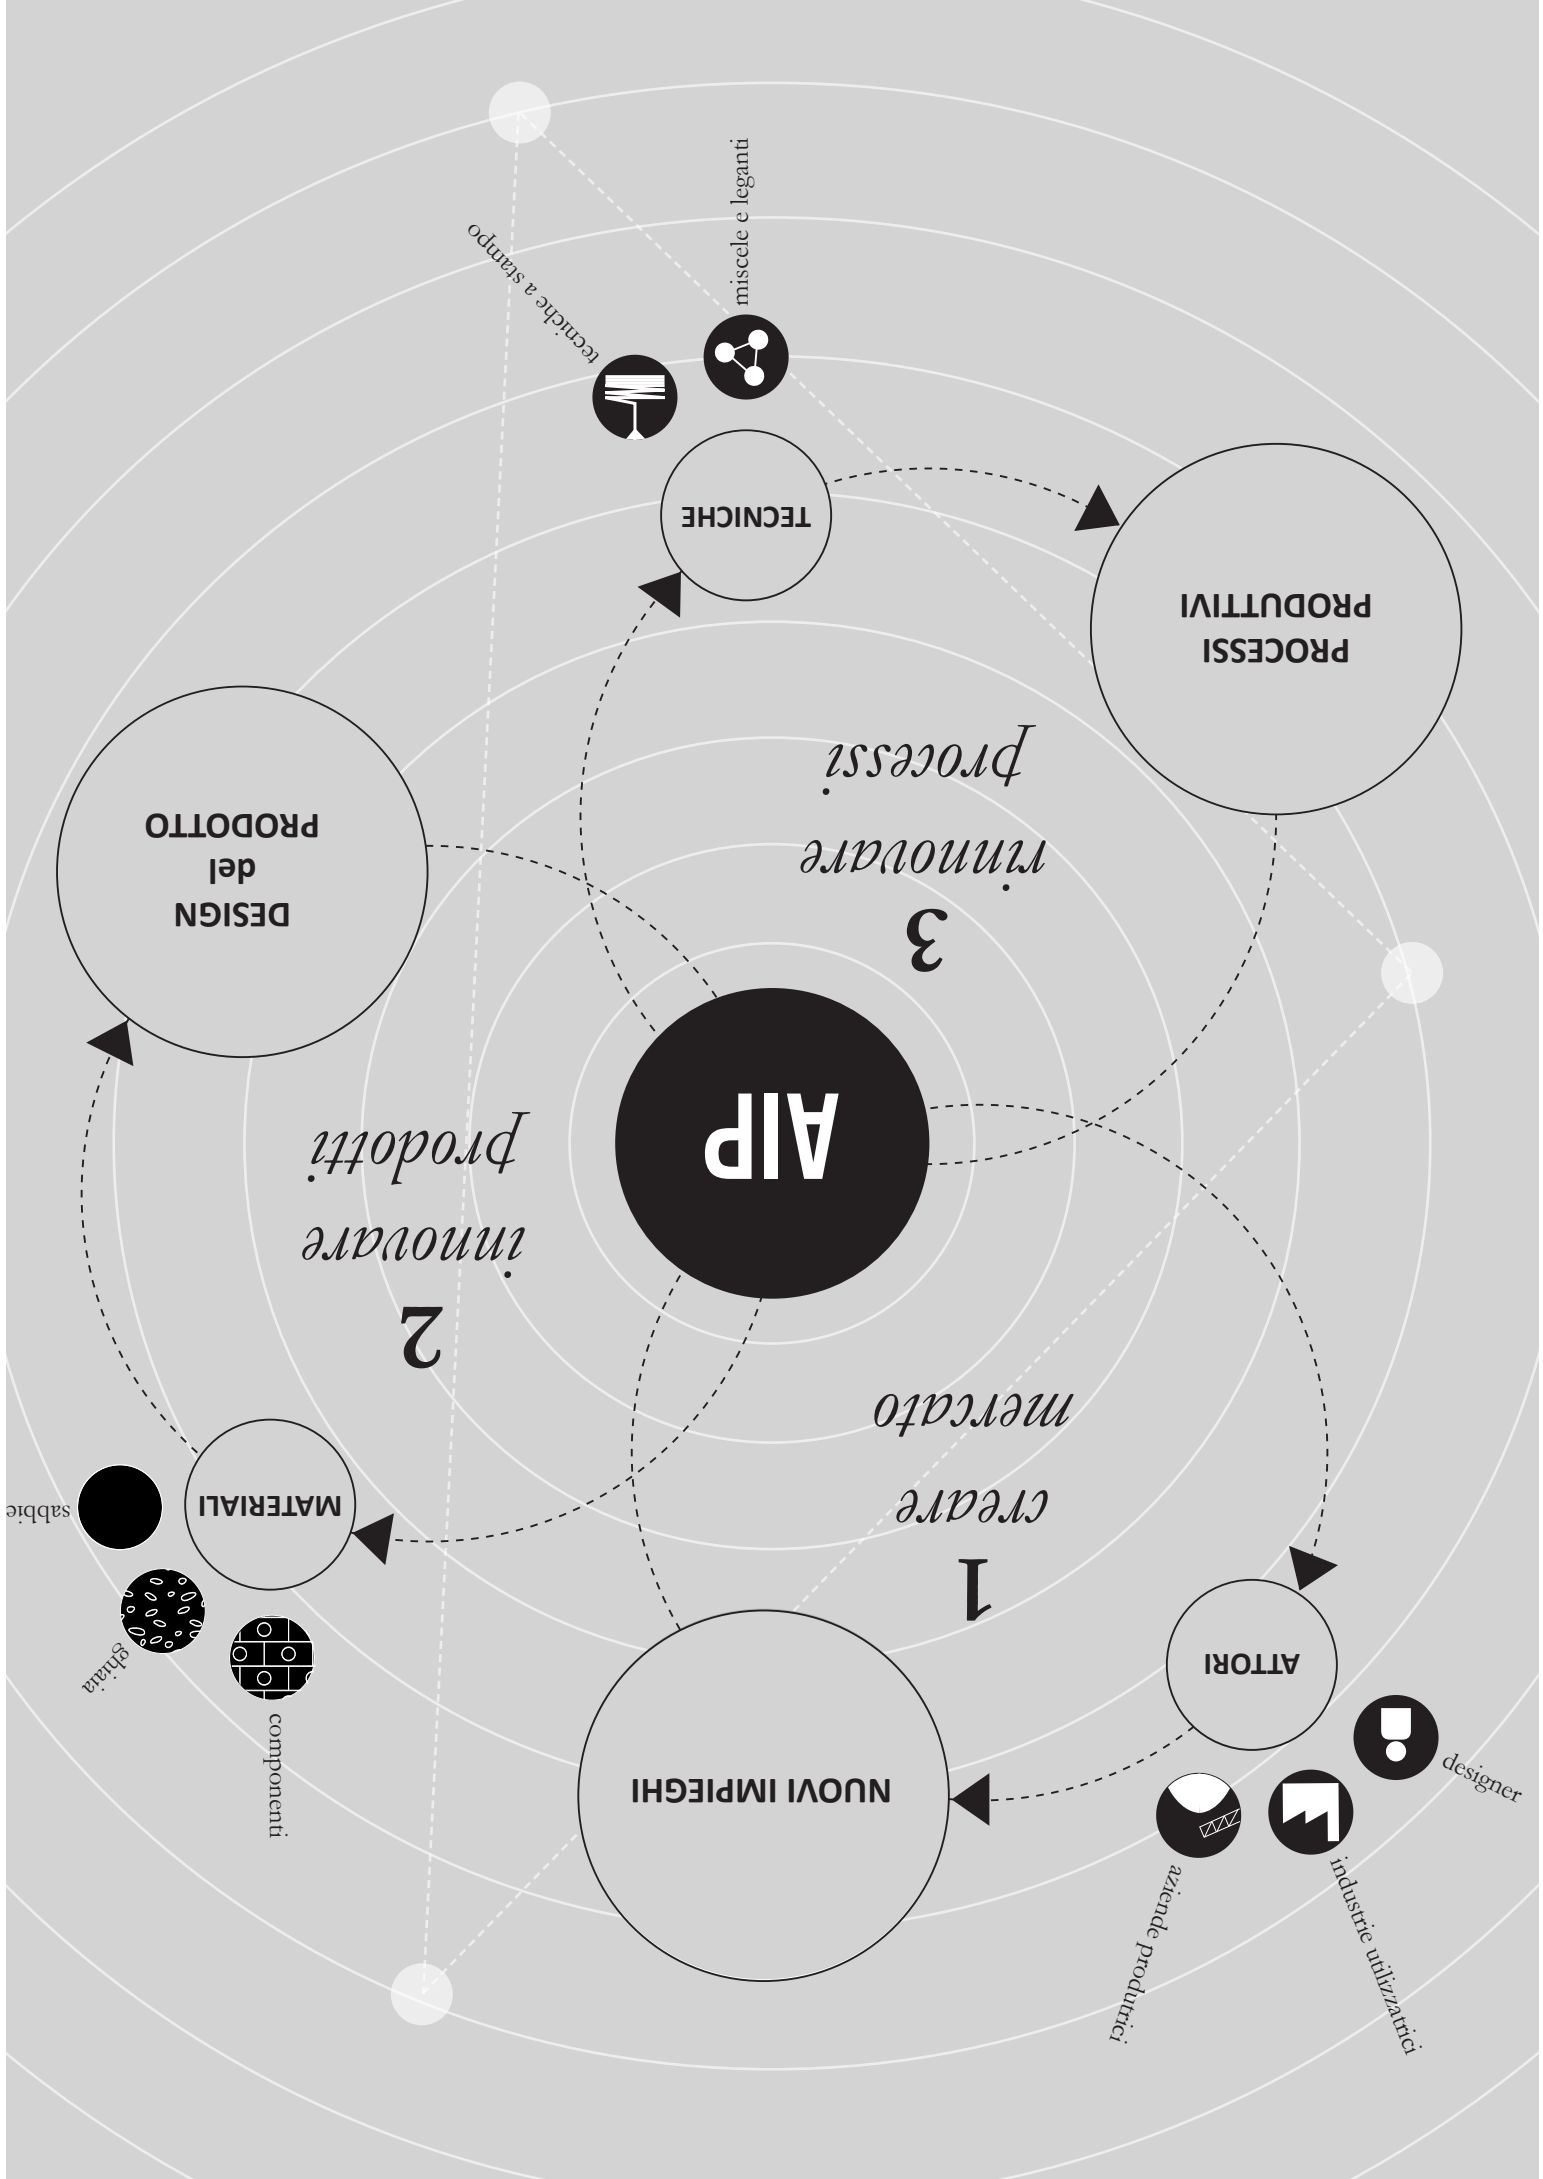 industrie utilizzatrici
aziende produtrici
designer
componenti
NUOVI IMPIEGHI
ghiaia
ATTORI
1
creare
mercato
sabbie
MATERIALI
2
innovare
prodotti
AIP
3
rinnovare
processi
DESIGN
del
PRODOTTO
PROCESSI
PRODUTTIVI
TECNICHE
tecniche a stampo
miscele e leganti